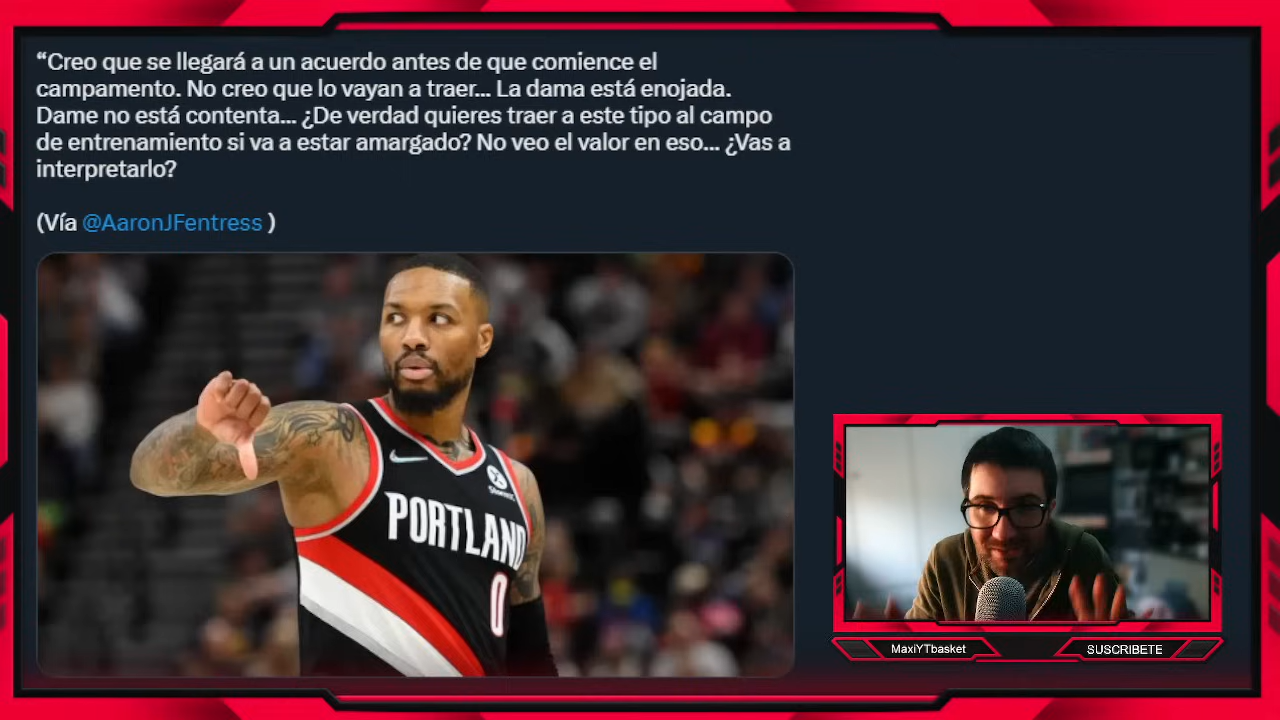 “Creo que se llegará a un acuerdo antes de que comience el
campamento. No creo que lo vayan a traer... La dama está enojada.
Dame no está contenta... ¿De verdad quieres traer a este tipo al campo
de entrenamiento si va a estar amargado? No veo el valor en eso... ¿Vas a
interpretarlo?
(Vía @AaronJFentress )
PORTLAND
0
MaxiYTbasket
SUSCRIBETE